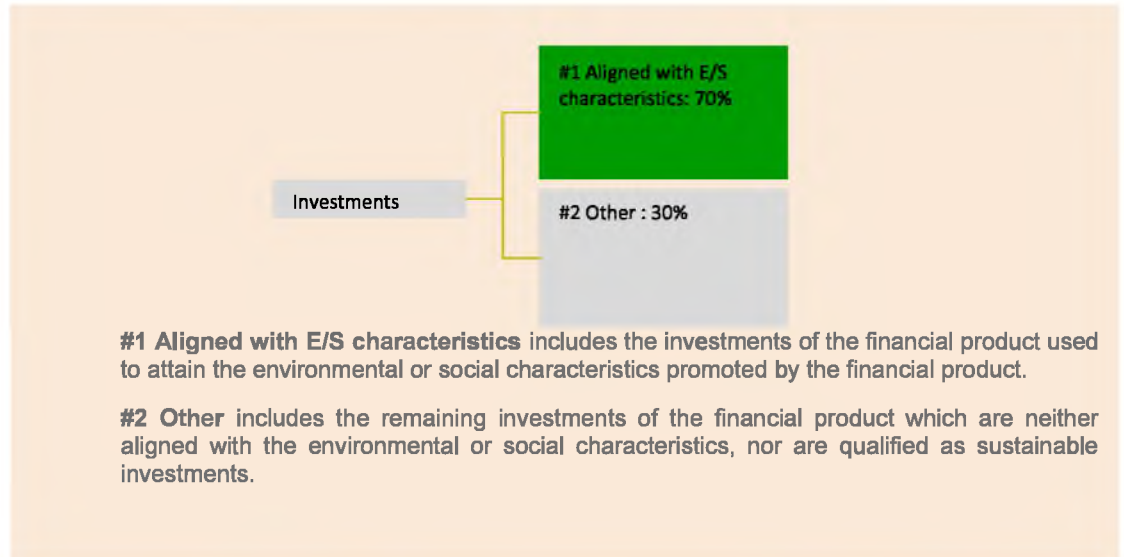 #1 Aligned with E/S
characteristics: 70%
Investments
#2 Other : 30%
#1 Aligned with E/S characteristics includes the investments of the financial product used
to attain the environmental or social characteristics promoted by the financial product.
#2 Other includes the remaining investments of the financial product which are neither
aligned with the environmental or social characteristics, nor are qualified as sustainable
investments.